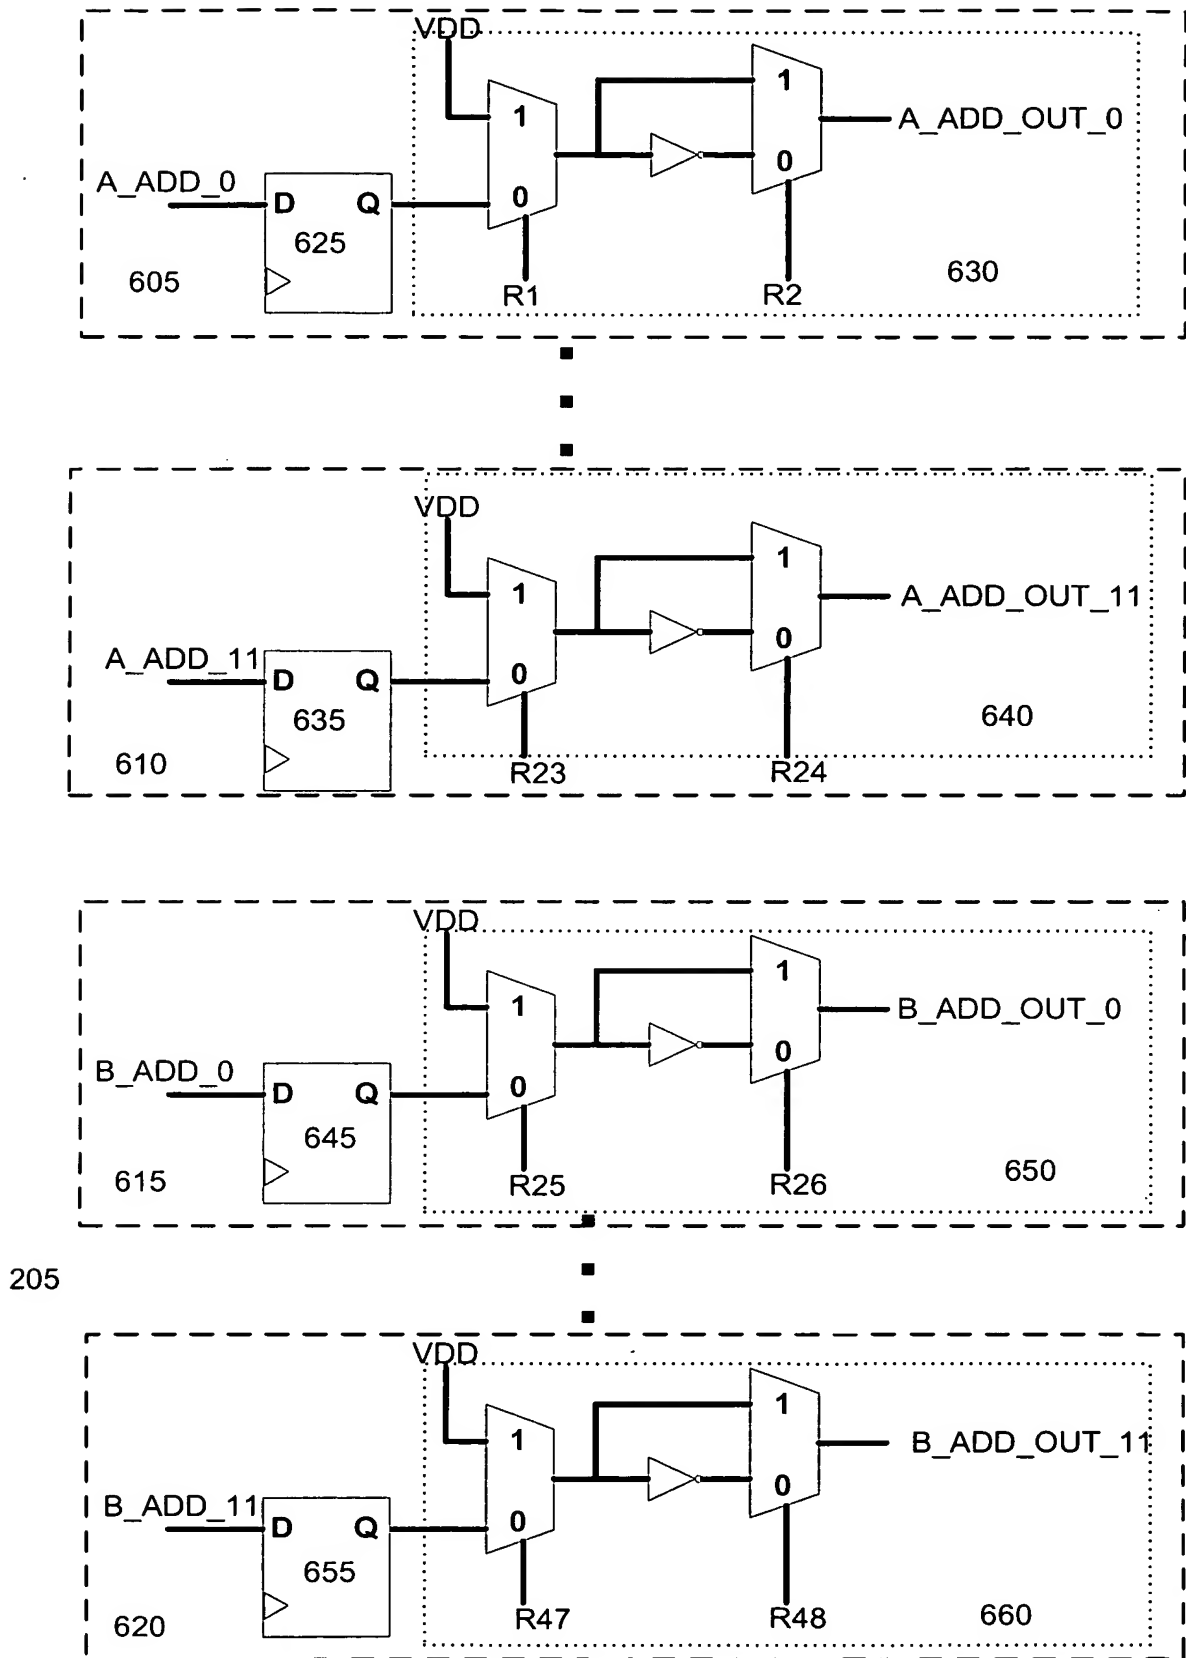 VDD
1
A_ADD_OUT_0
0
A_ADD_0
D Q
0
625
605
630
R1
R2
VDD
1
1
A_ADD_OUT_11
0
A_ADD_11
D Q
0
635
640
610
R23
R24
VDD
1
1
B_ADD_OUT_0
0
B_ADD_0
D Q
0
645
615
650
R25
R26
205
VDD
1
1
B_ADD_OUT_11
0
B_ADD_11
D Q
0
655
620
660
R47
R48
1